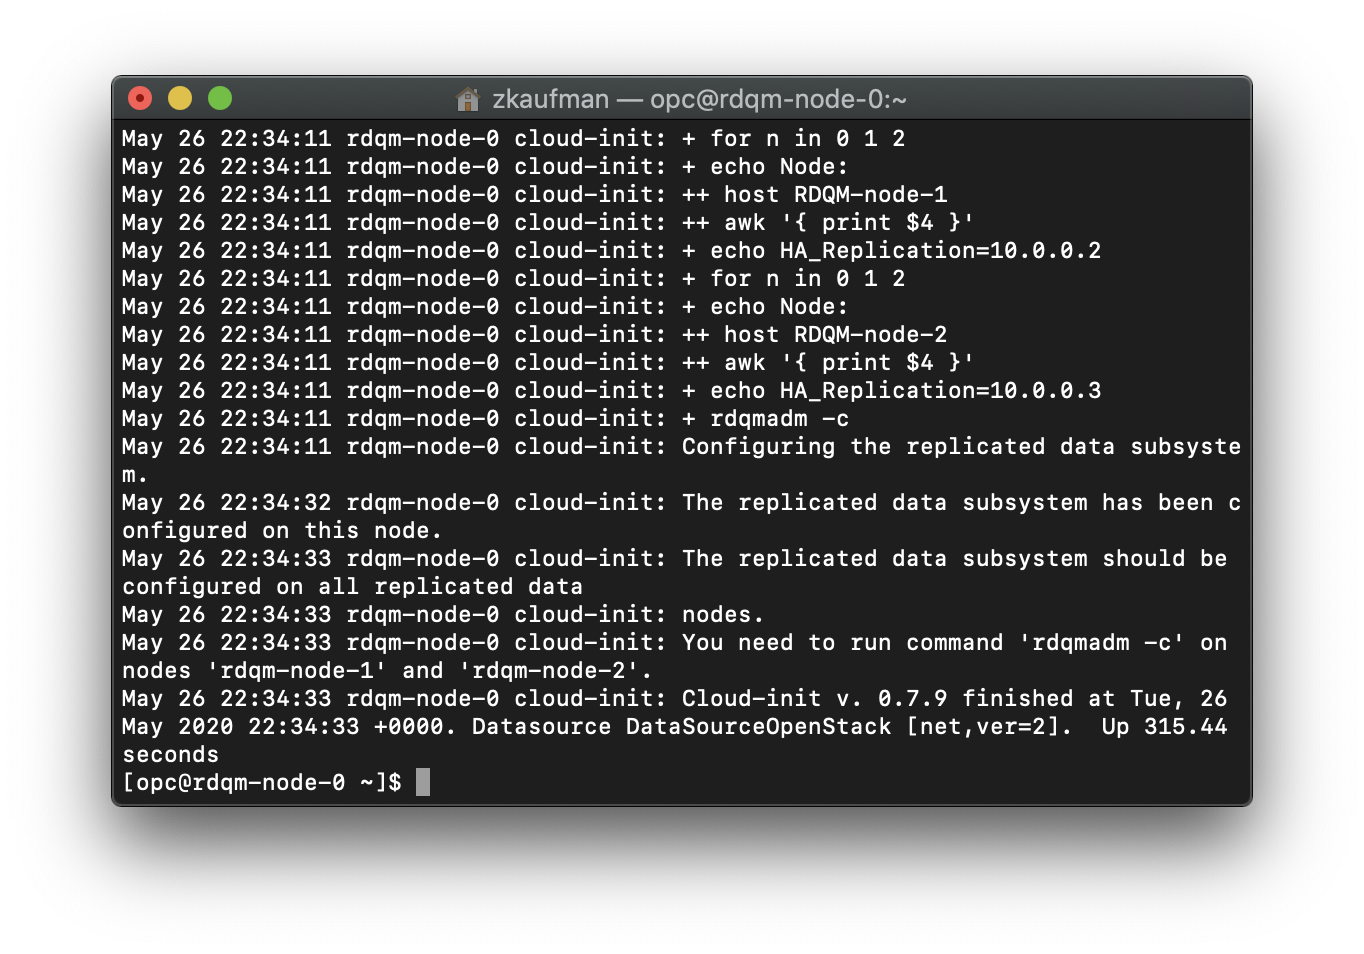 zkaufman — opc@rdqm-node-0:~
May 26 22:34:11 rdqm-node-0 cloud-init: + for n in 0 1 2
May 26 22:34:11 rdqm-node-0 cloud-init: + echo Node:
May 26 22:34:11 rdqm-node-0 cloud-init: ++ host RDQM-node-1
May 26 22:34:11 rdqm-node-0 cloud-init: ++ awk '{ print $4 }'
May 26 22:34:11 rdqm-node-0 cloud-init: + echo HA_Replication=10.0.0.2
May 26 22:34:11 rdqm-node-0 cloud-init: + for n in 0 1 2
May 26 22:34:11 rdqm-node-0 cloud-init: + echo Node:
May 26 22:34:11 rdqm-node-0 cloud-init: ++ host RDQM-node-2
May 26 22:34:11 rdqm-node-0 cloud-init: ++ awk '{ print $4 }'
May 26 22:34:11 rdqm-node-0 cloud-init: + echo HA_Replication=10.0.0.3
May 26 22:34:11 rdqm-node-0 cloud-init: + rdqmadm -c
May 26 22:34:11 rdqm-node-0 cloud-init: Configuring the replicated data subsyste
m.
May 26 22:34:32 rdqm-node-0 cloud-init: The replicated data subsystem has been c
onfigured on this node.
May 26 22:34:33 rdqm-node-0 cloud-init: The replicated data subsystem should be
configured on all replicated data
May 26 22:34:33 rdqm-node-0 cloud-init: nodes.
May 26 22:34:33 rdqm-node-0 cloud-init: You need to run command 'rdqmadm -c' on
nodes 'rdqm-node-1' and 'rdqm-node-2'.
May 26 22:34:33 rdqm-node-0 cloud-init: Cloud-init v. 0.7.9 finished at Tue, 26
May 2020 22:34:33 +0000. Datasource DataSourceOpenStack [net,ver=2].  Up 315.44
seconds
[opc@rdqm-node-0 ~]$